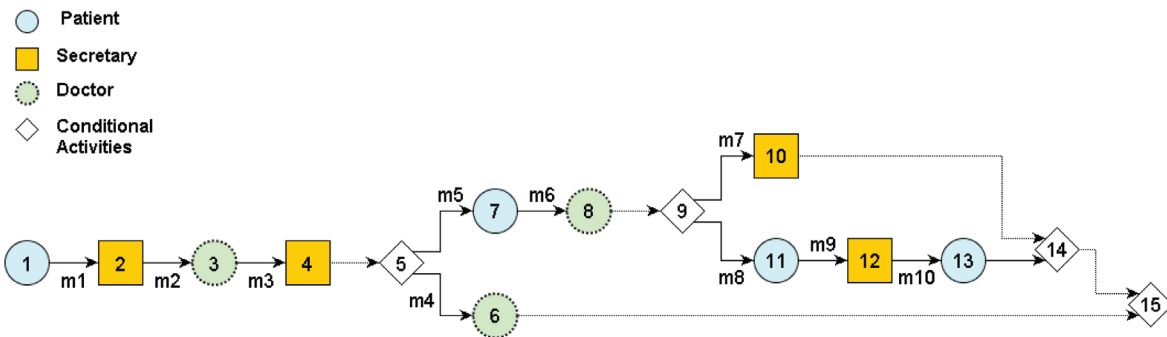 Patient
Secretary
Doctor
Conditional
Activities
m7
10
m5
m6
7
8
9
m9
11
12
13
14
m8
m10
1
2
3
4
5
m1
m2
m3
m4
6
15